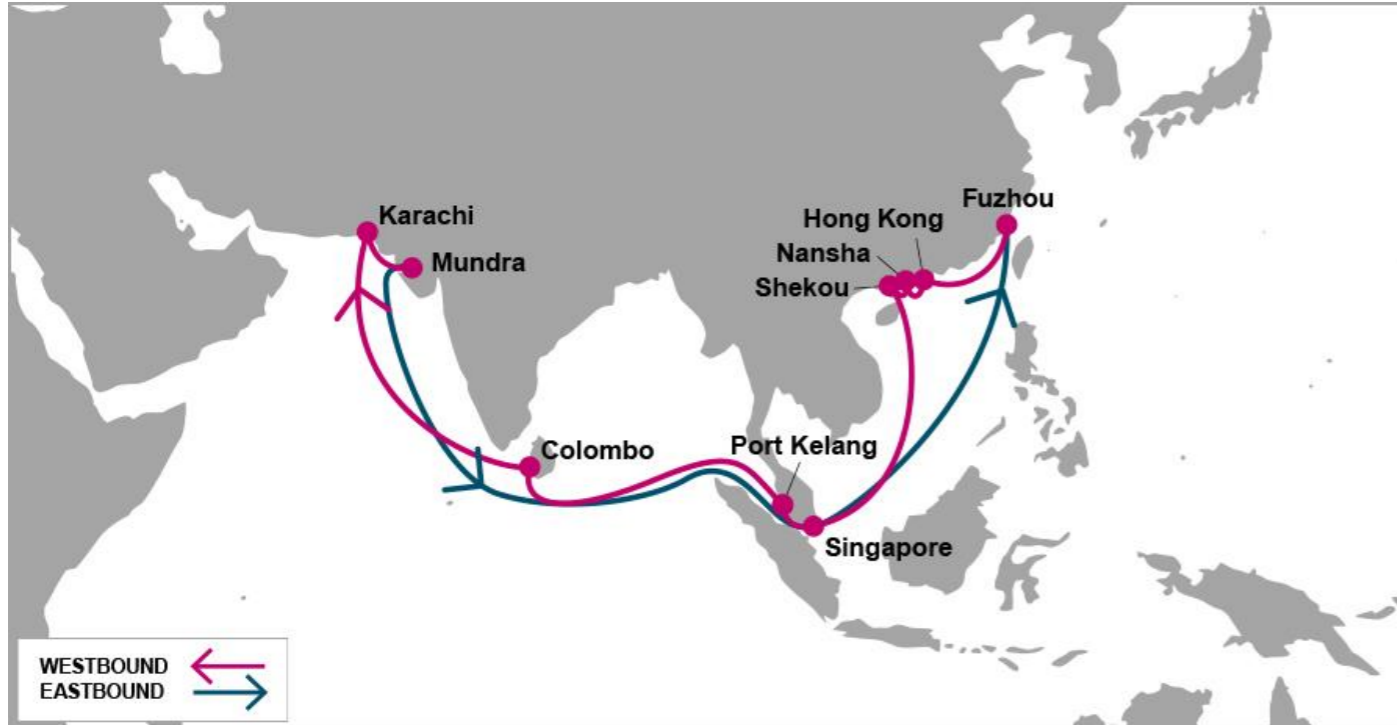 Fuzhou
Karachi
Hong Kong
Nansha
Mundra
Shekou
Colombo
Port Kelang
Singapore
WESTBOUND
EASTBOUND